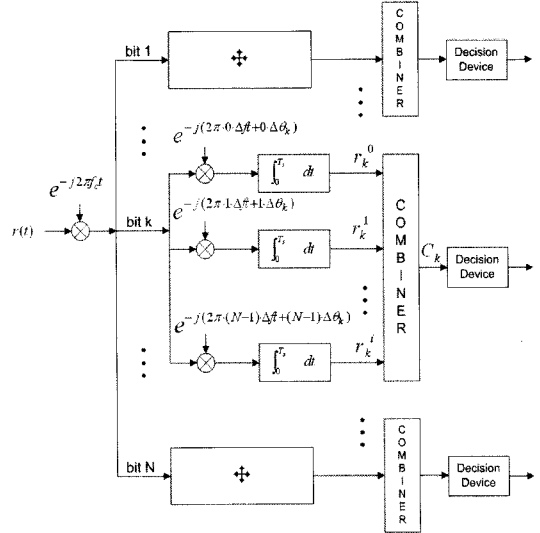 bit 1
COMBINER
Decision Device
e^{-j(2π·0·Δft+0·Δθ_k)}
∫_0^{T_s} dt
r_k^0
e^{-j2πf_ct}
r(t)
bit k
e^{-j(2π·1·Δft+1·Δθ_k)}
∫_0^{T_s} dt
r_k^1
COMBINER
C_k
Decision Device
e^{-j(2π·(N-1)·Δft+(N-1)·Δθ_k)}
∫_0^{T_s} dt
r_k^i
bit N
COMBINER
Decision Device